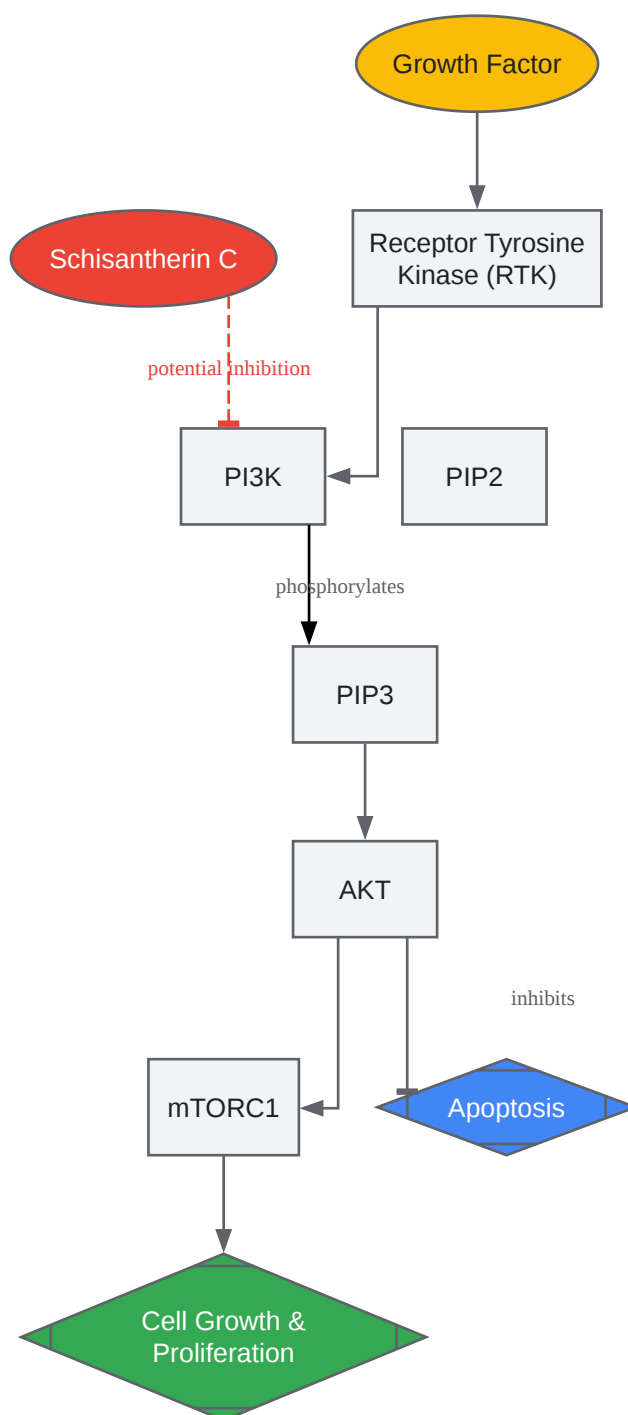 Growth Factor
Schisantherin C
Receptor Tyrosine
Kinase (RTK)
potential inhibition
PI3K
PIP2
phosphorylates
PIP3
AKT
inhibits
mTORC1
Apoptosis
Cell Growth &
Proliferation